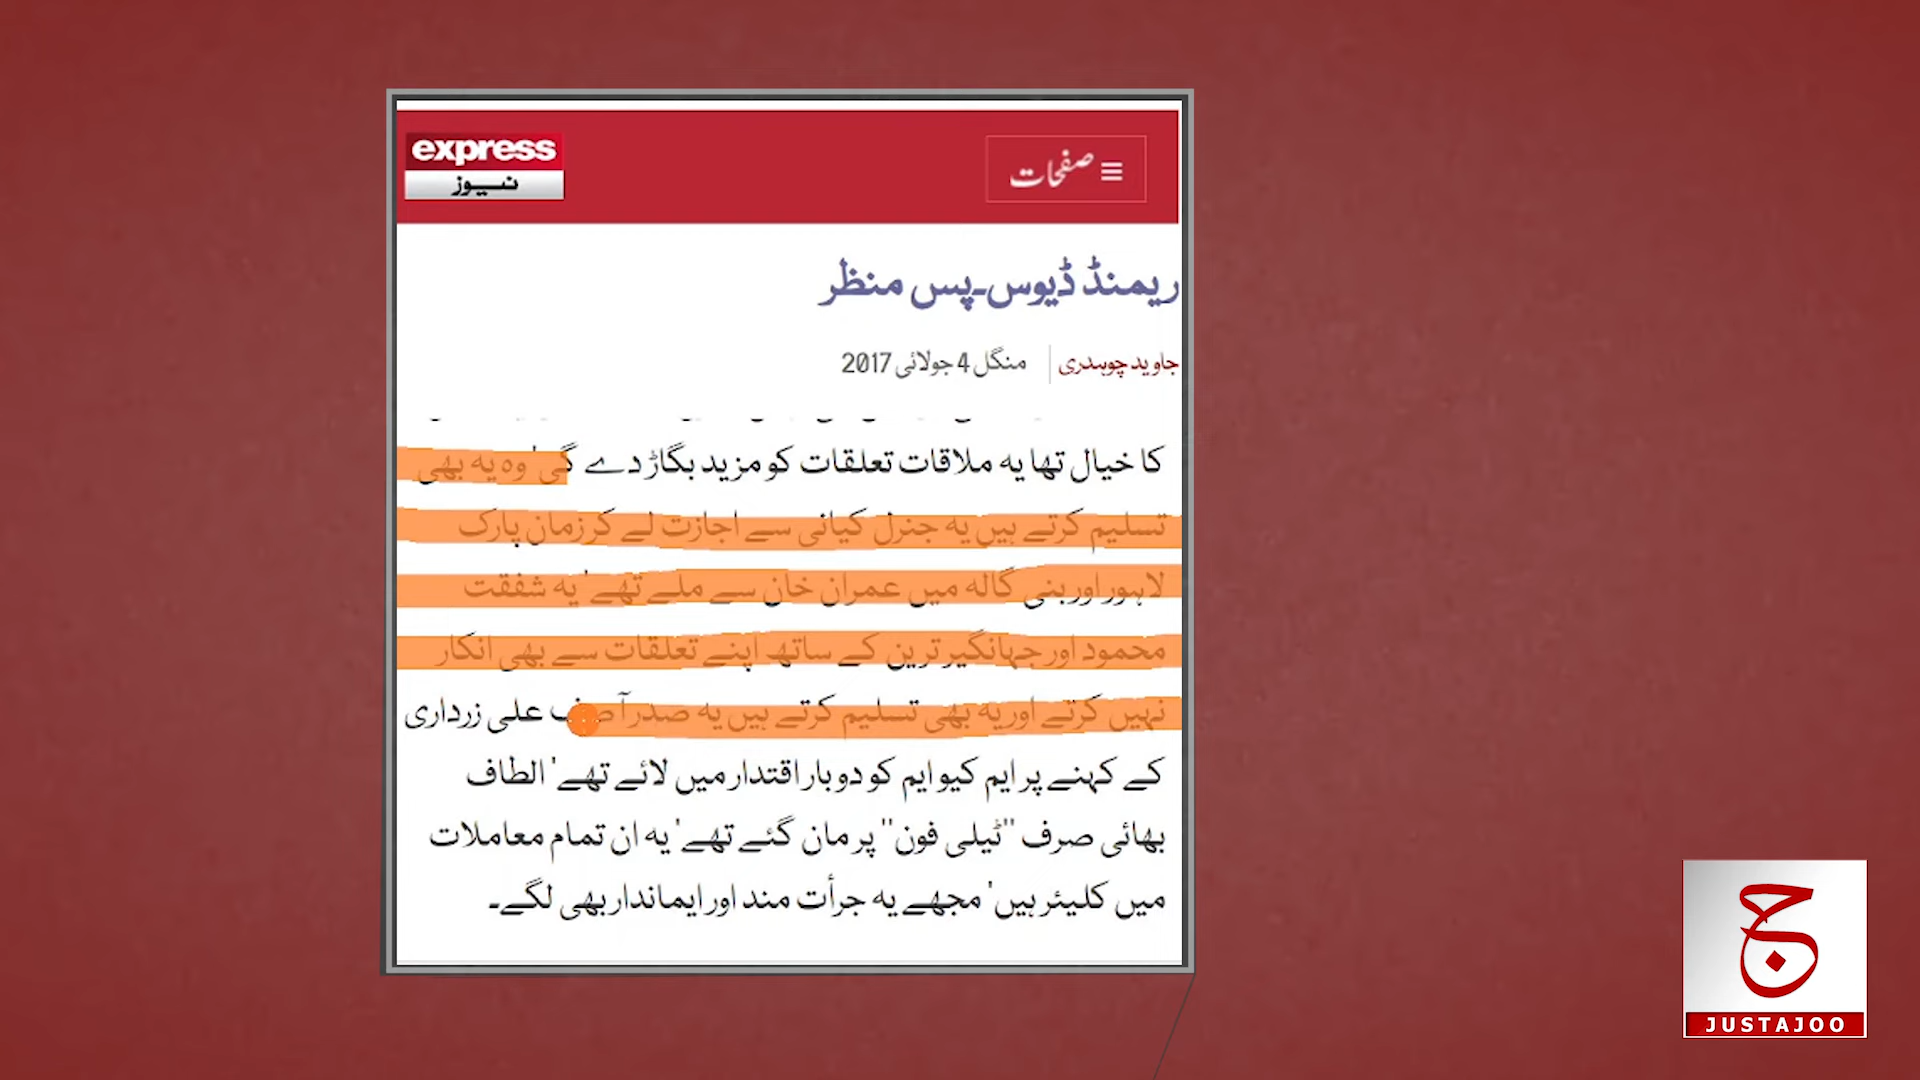 express
نیوز
صفحات
ریمنڈ ڈیوس۔پس منظر
جاوید چوہدری
منگل 4 جولائی 2017
کا خیال تھا یہ ملاقات تعلقات کو مزید بگاڑ دے گی' وہ یہ بھی
تسلیم کرتے ہیں یہ جنرل کیانی سے اجازت لے کر زمان پارک
لاہور اور بنی گالہ میں عمران خان سے ملے تھے' یہ شفقت
محمود اور جہانگیر ترین کے ساتھ اپنے تعلقات سے بھی انکار
نہیں کرتے اور یہ بھی تسلیم کرتے ہیں یہ صدر آصف علی زرداری
کے کہنے پر ایم کیو ایم کو دو بار اقتدار میں لائے تھے' الطاف
بھائی صرف "ٹیلی فون" پر مان گئے تھے' یہ ان تمام معاملات
میں کلیئر ہیں' مجھے یہ جرأت مند اور ایماندار بھی لگے۔
ج
JUSTAJOO